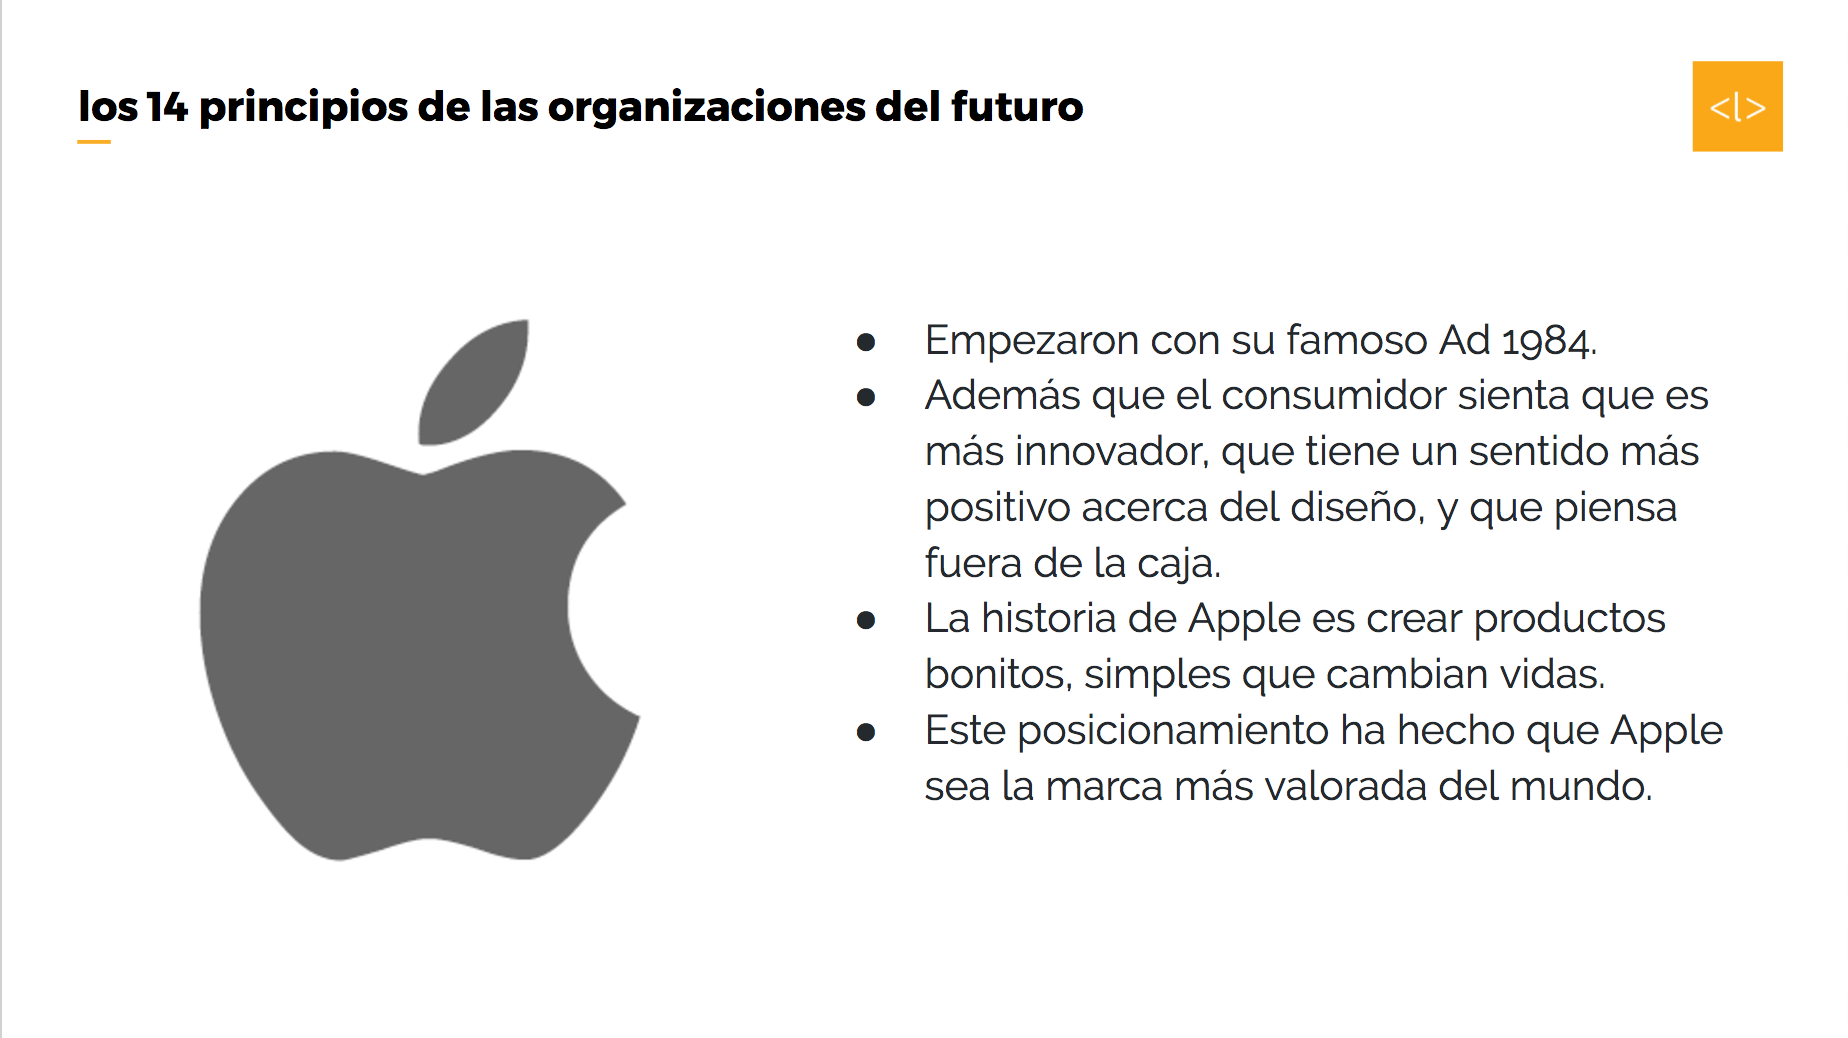 los 14 principios de las organizaciones del futuro
<l>
● Empezaron con su famoso Ad 1984.
● Además que el consumidor sienta que es
más innovador, que tiene un sentido más
positivo acerca del diseño, y que piensa
fuera de la caja.
● La historia de Apple es crear productos
bonitos, simples que cambian vidas.
● Este posicionamiento ha hecho que Apple
sea la marca más valorada del mundo.